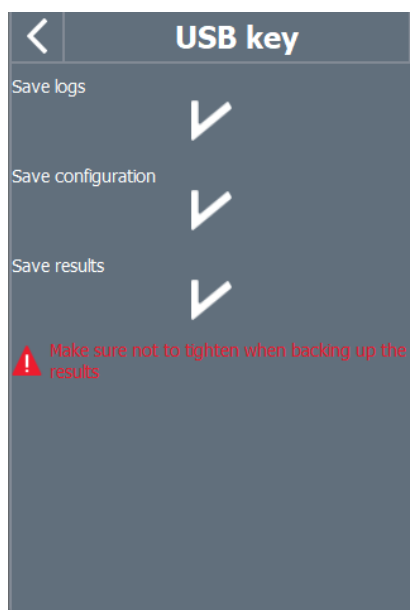 USB key
Save logs
Save configuration
Save results
Make sure not to tighten when backing up the
results